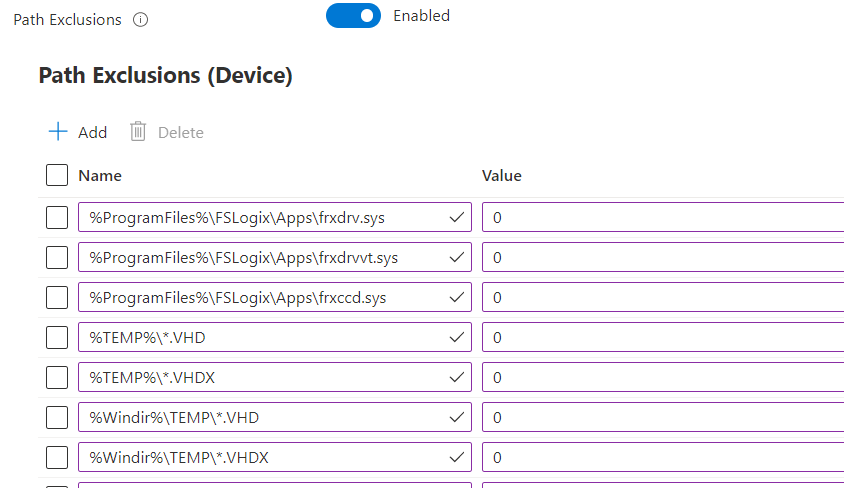 Path Exclusions Enabled
Path Exclusions (Device)
Add Delete
Name Value
%ProgramFiles%\FSLogix\Apps\frxdrv.sys 0
%ProgramFiles%\FSLogix\Apps\frxdrvvt.sys 0
%ProgramFiles%\FSLogix\Apps\frxccd.sys 0
%TEMP%\*.VHD 0
%TEMP%\*.VHDX 0
%Windir%\TEMP\*.VHD 0
%Windir%\TEMP\*.VHDX 0